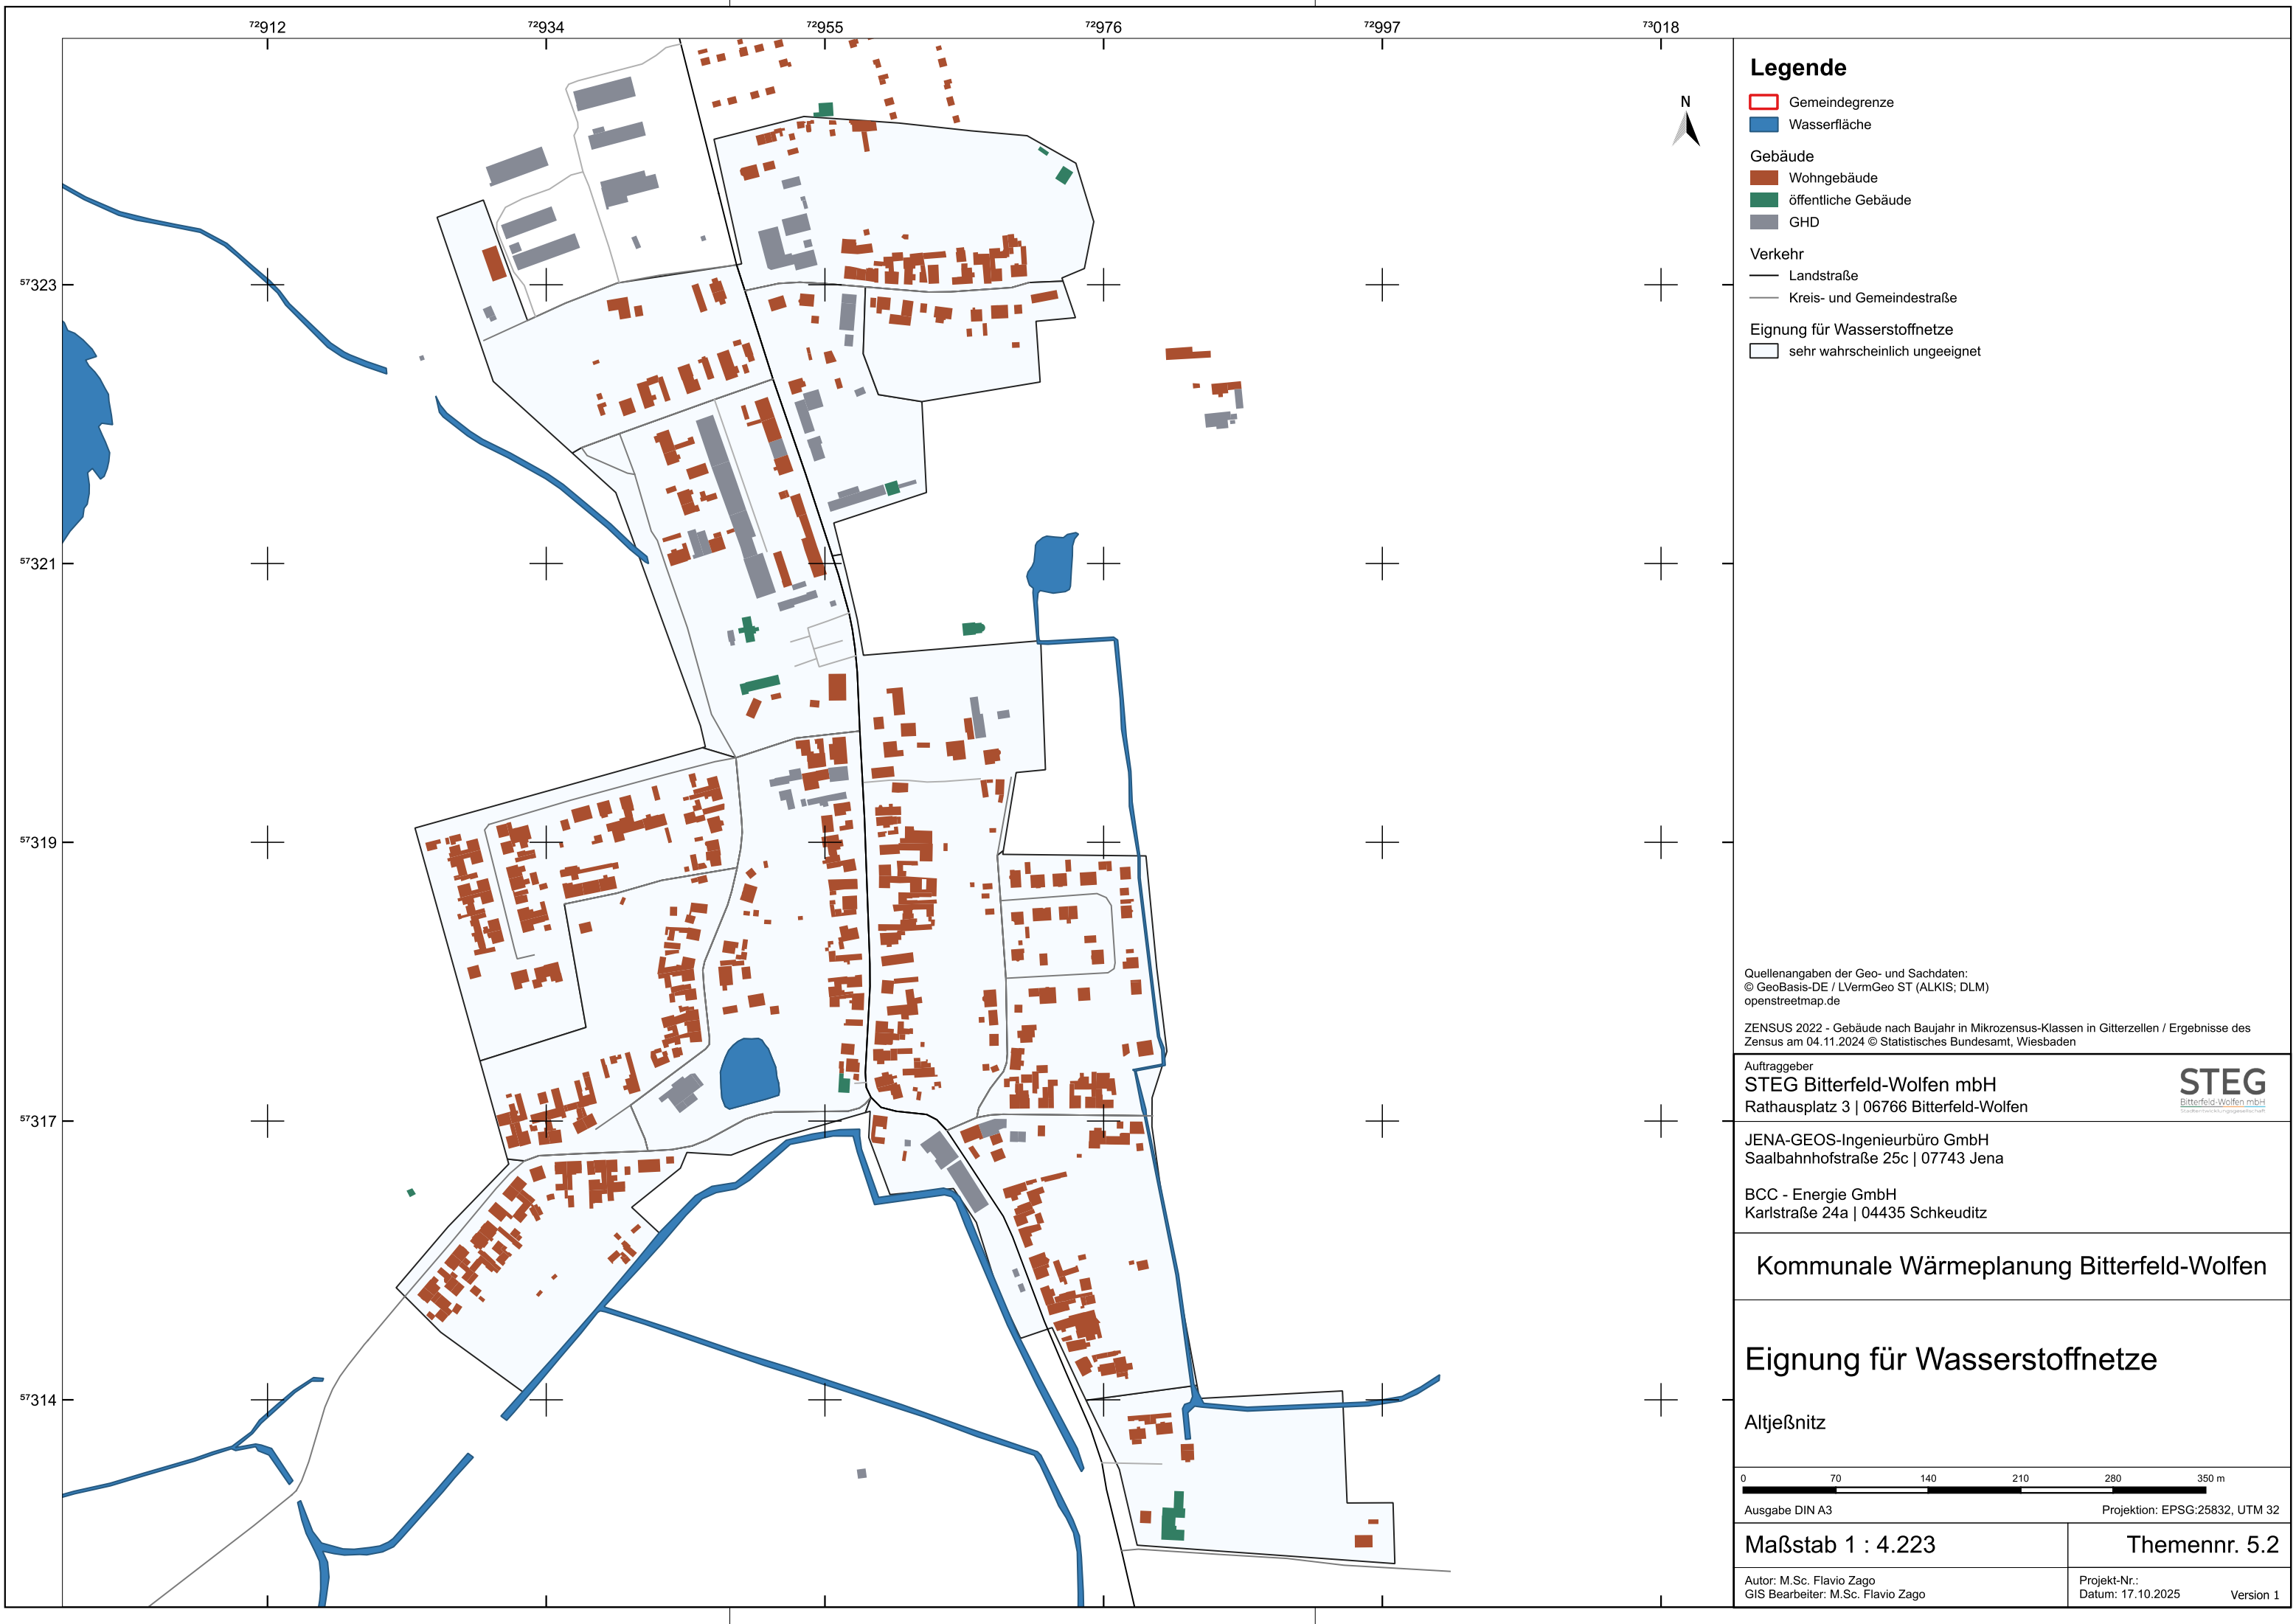 ⁷²912 ⁷²934 ⁷²955 ⁷²976 ⁷²997 ⁷³018
⁵⁷323
⁵⁷321
⁵⁷319
⁵⁷317
⁵⁷314
N
Legende
Gemeindegrenze
Wasserfläche
Gebäude
Wohngebäude
öffentliche Gebäude
GHD
Verkehr
Landstraße
Kreis- und Gemeindestraße
Eignung für Wasserstoffnetze
sehr wahrscheinlich ungeeignet
Quellenangaben der Geo- und Sachdaten:
© GeoBasis-DE / LVermGeo ST (ALKIS; DLM)
openstreetmap.de
ZENSUS 2022 - Gebäude nach Baujahr in Mikrozensus-Klassen in Gitterzellen / Ergebnisse des
Zensus am 04.11.2024 © Statistisches Bundesamt, Wiesbaden
Auftraggeber
STEG Bitterfeld-Wolfen mbH
Rathausplatz 3 | 06766 Bitterfeld-Wolfen
STEG
Bitterfeld-Wolfen mbH
Stadtentwicklungsgesellschaft
JENA-GEOS-Ingenieurbüro GmbH
Saalbahnhofstraße 25c | 07743 Jena
BCC - Energie GmbH
Karlstraße 24a | 04435 Schkeuditz
Kommunale Wärmeplanung Bitterfeld-Wolfen
Eignung für Wasserstoffnetze
Altjeßnitz
0 70 140 210 280 350 m
Ausgabe DIN A3 Projektion: EPSG:25832, UTM 32
Maßstab 1 : 4.223 Themennr. 5.2
Autor: M.Sc. Flavio Zago
GIS Bearbeiter: M.Sc. Flavio Zago
Projekt-Nr.:
Datum: 17.10.2025 Version 1